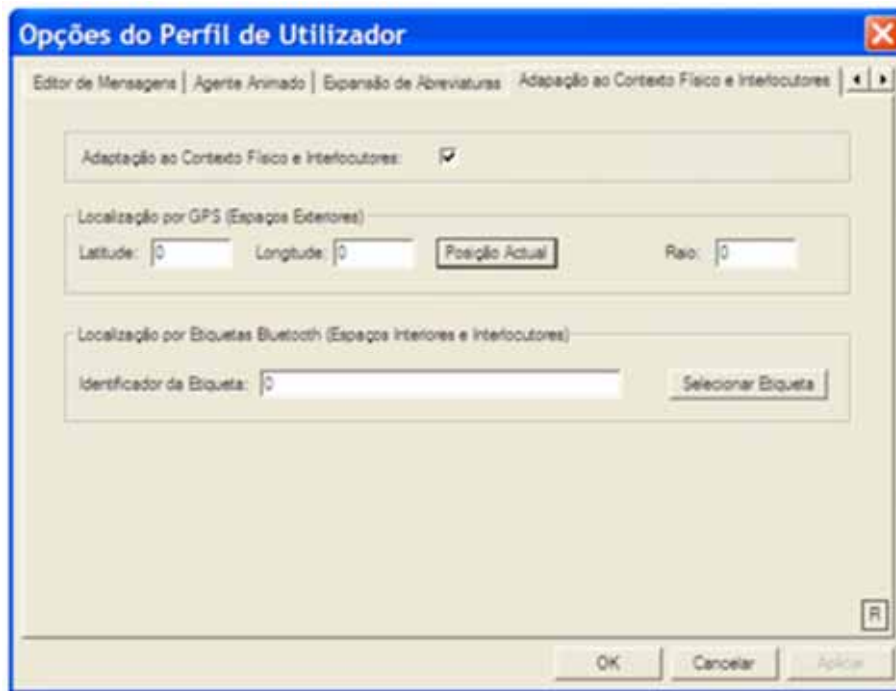 Opções do Perfil de Utilizador
Editor de Mensagens Agente Animado Expansão de Abreviaturas Adapação ao Contexto Físico e Interlocutores
Adaptação ao Contexto Físico e Interlocutores:
Localização por GPS (Espaços Exteriores)
Latitude: 0 Longitude: 0 Posição Actual Raio: 0
Localização por Etiquetas Bluetooth (Espaços Interiores e Interlocutores)
Identificador da Etiqueta: 0 Selecionar Etiqueta
R
OK Cancelar Aplicar